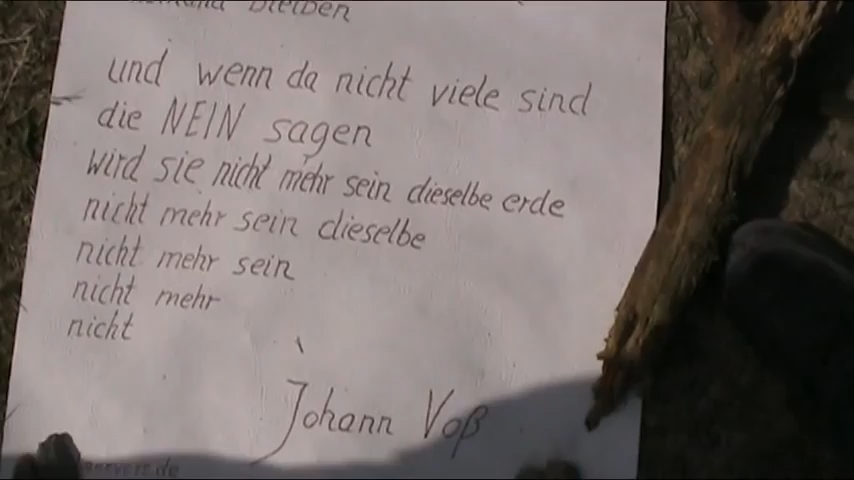 bleiben
und wenn da nicht viele sind
die NEIN sagen
wird sie nicht mehr sein dieselbe erde
nicht mehr sein dieselbe
nicht mehr sein
nicht mehr
nicht
Johann Voß